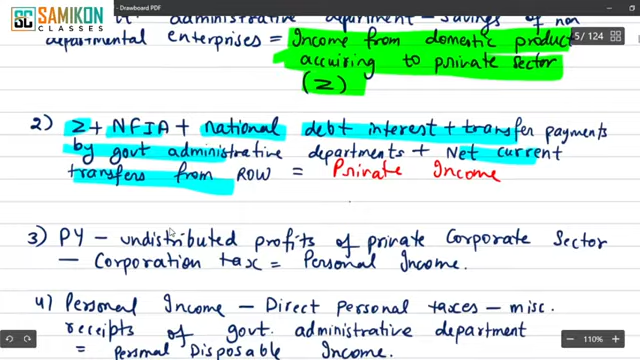 Drawboard PDF
SAMIKON
CLASSES
administrative department - Savings of non
departmental enterprises = Income from domestic product
accruing to private Sector
(Z)
5 / 124
2) Z + NFIA + national debt interest + transfer payments
by govt administrative departments + Net current
transfers from ROW = Private Income
3) PY - undistributed profits of private Corporate Sector
- Corporation tax = Personal Income.
4) Personal Income - Direct Personal taxes - misc.
receipts of govt. administrative department
= Personal Disposable Income.
110%